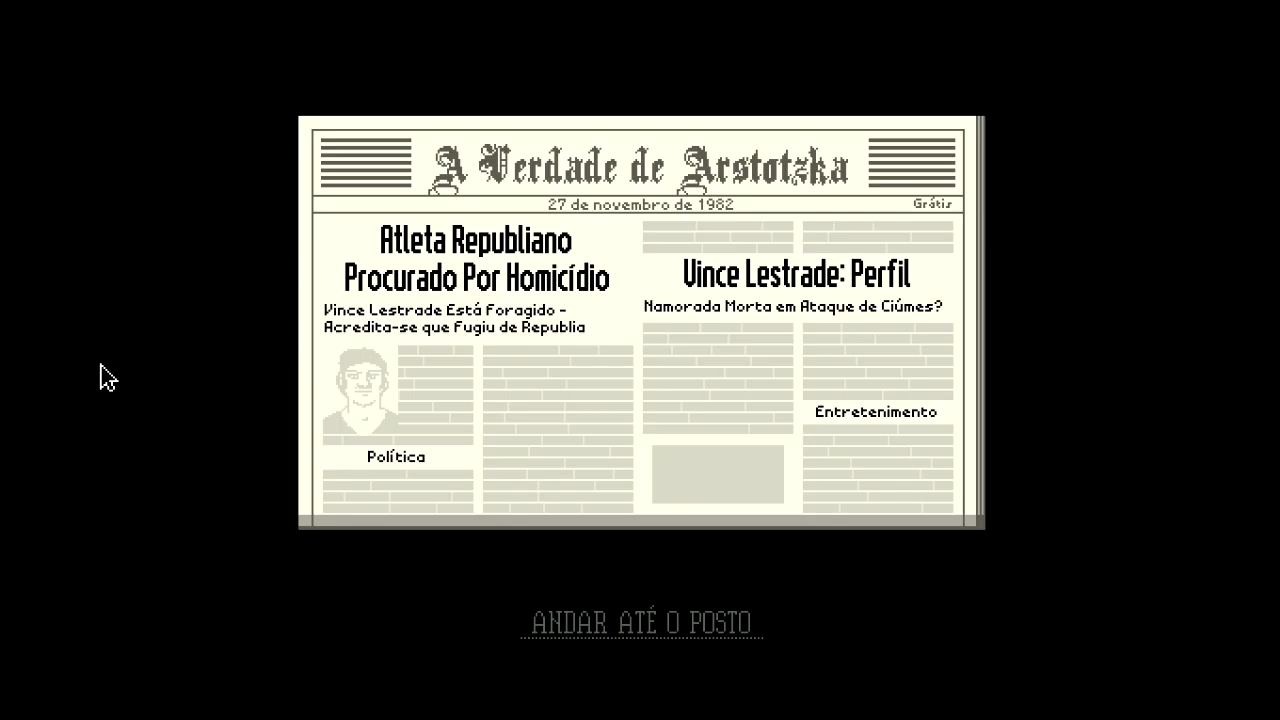 A Verdade de Arstotzka
27 de novembro de 1982
Grátis
Atleta Republiano
Procurado Por Homicídio
Vince Lestrade Está Foragido -
Acredita-se que Fugiu de Republia
Política
Vince Lestrade: Perfil
Namorada Morta em Ataque de Ciúmes?
Entretenimento
ANDAR ATÉ O POSTO